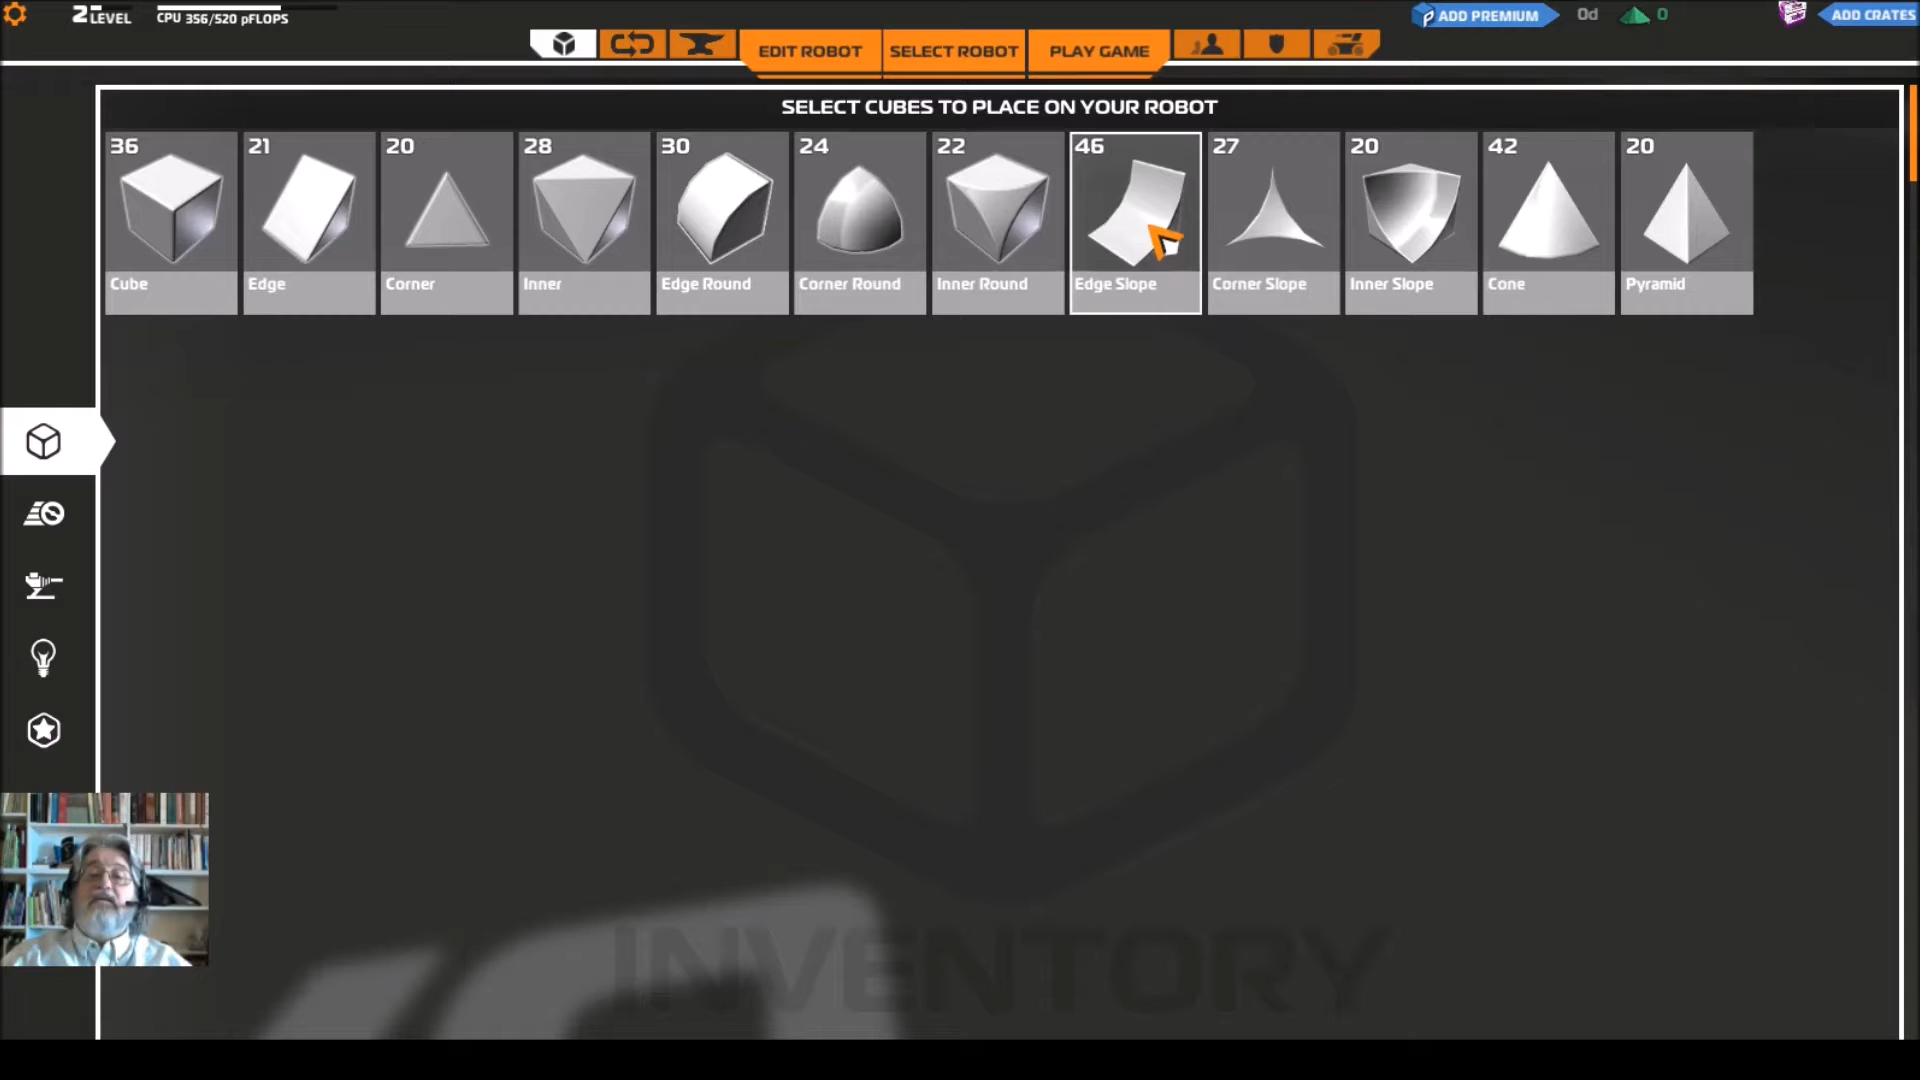 2 LEVEL
CPU 356/520 pFLOPS
ADD PREMIUM
0d
0
ADD CRATES
EDIT ROBOT
SELECT ROBOT
PLAY GAME
SELECT CUBES TO PLACE ON YOUR ROBOT
36
21
20
28
30
24
22
46
27
20
42
20
Cube
Edge
Corner
Inner
Edge Round
Corner Round
Inner Round
Edge Slope
Corner Slope
Inner Slope
Cone
Pyramid
INVENTORY